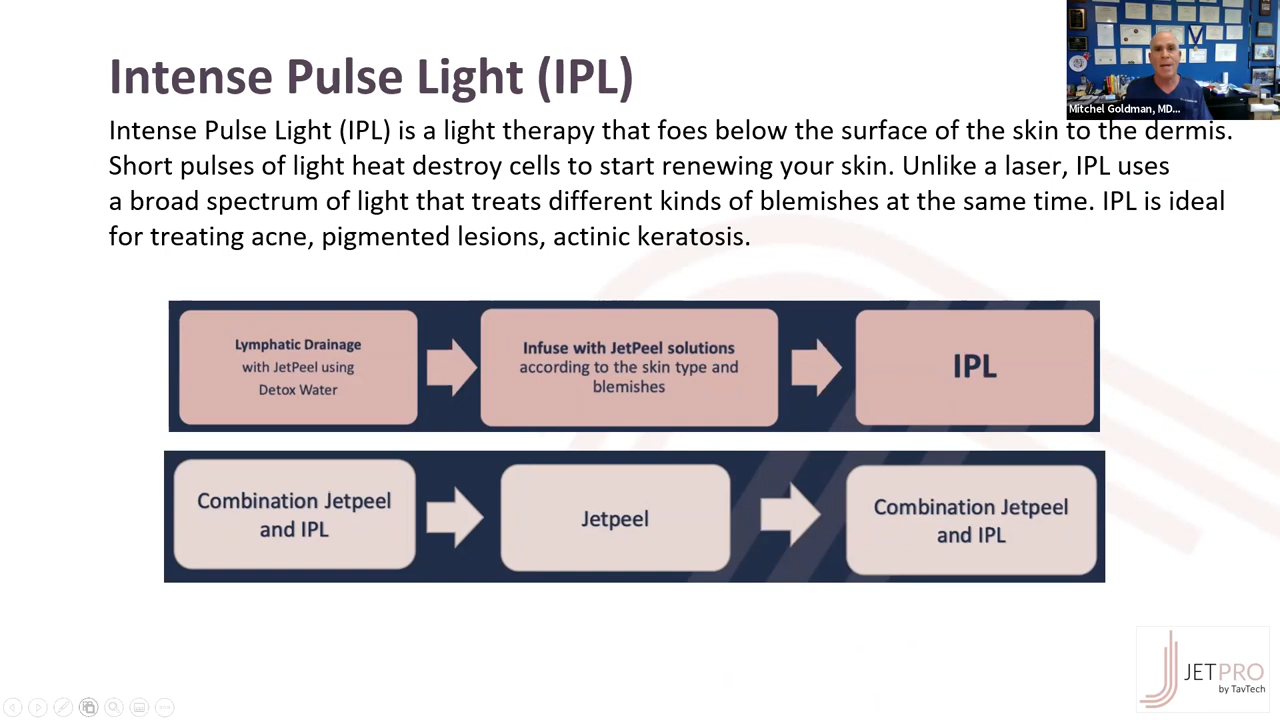 Intense Pulse Light (IPL)
Mitchel Goldman, MD...
Intense Pulse Light (IPL) is a light therapy that foes below the surface of the skin to the dermis.
Short pulses of light heat destroy cells to start renewing your skin. Unlike a laser, IPL uses
a broad spectrum of light that treats different kinds of blemishes at the same time. IPL is ideal
for treating acne, pigmented lesions, actinic keratosis.
Lymphatic Drainage
with JetPeel using
Detox Water
Infuse with JetPeel solutions
according to the skin type and
blemishes
IPL
Combination Jetpeel
and IPL
Jetpeel
Combination Jetpeel
and IPL
JETPRO
by TavTech